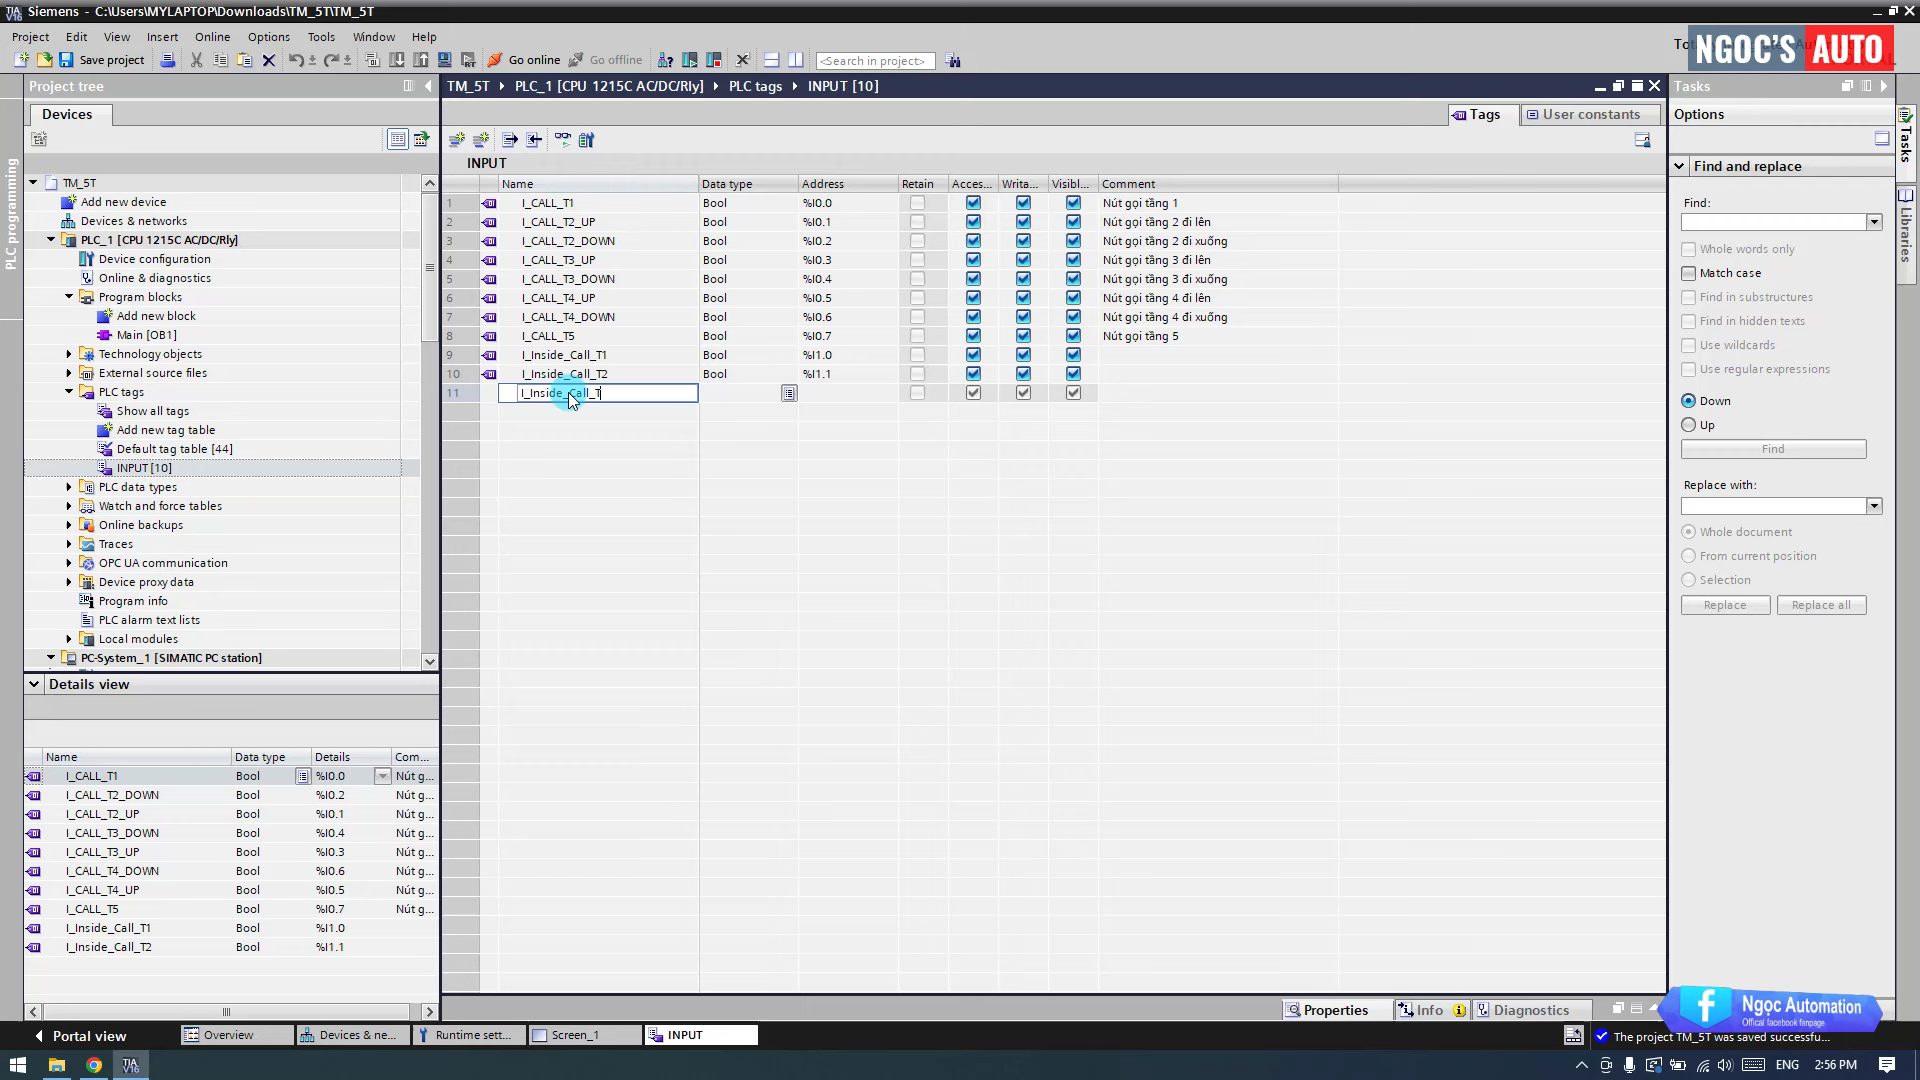 Siemens - C:\Users\MYLAPTOP\Downloads\TM_5T\TM_5T
Project Edit View Insert Online Options Tools Window Help
NGOC'S AUTO
Save project Go online Go offline <Search in project>
Project tree
TM_5T PLC_1 [CPU 1215C AC/DC/Rly] PLC tags INPUT [10]
Tasks
Devices
Tags User constants
Options
INPUT
Find and replace
Name Data type Address Retain Acces... Writa... Visibl... Comment
1 I_CALL_T1 Bool %I0.0 Nút gọi tầng 1
2 I_CALL_T2_UP Bool %I0.1 Nút gọi tầng 2 đi lên
3 I_CALL_T2_DOWN Bool %I0.2 Nút gọi tầng 2 đi xuống
4 I_CALL_T3_UP Bool %I0.3 Nút gọi tầng 3 đi lên
5 I_CALL_T3_DOWN Bool %I0.4 Nút gọi tầng 3 đi xuống
6 I_CALL_T4_UP Bool %I0.5 Nút gọi tầng 4 đi lên
7 I_CALL_T4_DOWN Bool %I0.6 Nút gọi tầng 4 đi xuống
8 I_CALL_T5 Bool %I0.7 Nút gọi tầng 5
9 I_Inside_Call_T1 Bool %I1.0
10 I_Inside_Call_T2 Bool %I1.1
11 I_Inside_Call_T
TM_5T
Add new device
Devices & networks
PLC_1 [CPU 1215C AC/DC/Rly]
Device configuration
Online & diagnostics
Program blocks
Add new block
Main [OB1]
Technology objects
External source files
PLC tags
Show all tags
Add new tag table
Default tag table [44]
INPUT [10]
PLC data types
Watch and force tables
Online backups
Traces
OPC UA communication
Device proxy data
Program info
PLC alarm text lists
Local modules
PC-System_1 [SIMATIC PC station]
PLC programming
Find:
Whole words only
Match case
Find in substructures
Find in hidden texts
Use wildcards
Use regular expressions
Down
Up
Find
Replace with:
Whole document
From current position
Selection
Replace Replace all
Tasks
Libraries
Details view
Name Data type Details Com...
I_CALL_T1 Bool %I0.0 Nút g...
I_CALL_T2_DOWN Bool %I0.2 Nút g...
I_CALL_T2_UP Bool %I0.1 Nút g...
I_CALL_T3_DOWN Bool %I0.4 Nút g...
I_CALL_T3_UP Bool %I0.3 Nút g...
I_CALL_T4_DOWN Bool %I0.6 Nút g...
I_CALL_T4_UP Bool %I0.5 Nút g...
I_CALL_T5 Bool %I0.7 Nút g...
I_Inside_Call_T1 Bool %I1.0
I_Inside_Call_T2 Bool %I1.1
Properties Info Diagnostics
Ngọc Automation
Official facebook fanpage
Portal view Overview Devices & ne... Runtime sett... Screen_1 INPUT
The project TM_5T was saved successfu...
TIA V16
ENG 2:56 PM